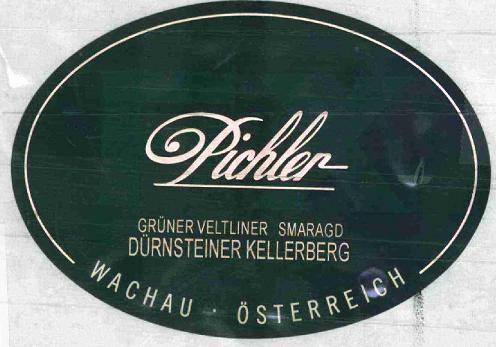 Pichler
GRÜNER VELTLINER SMARAGD
DÜRNSTEINER KELLERBERG
WACHAU · ÖSTERREICH